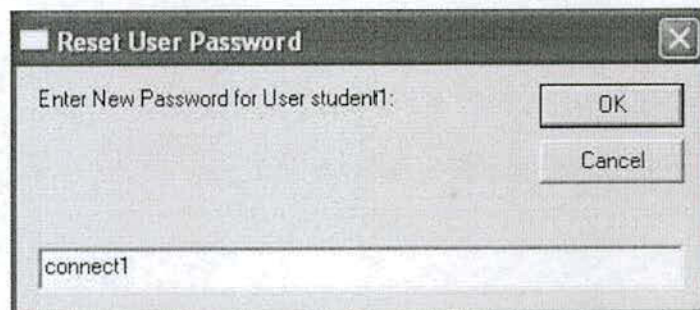 Reset User Password
Enter New Password for User student1:
OK
Cancel
connect1